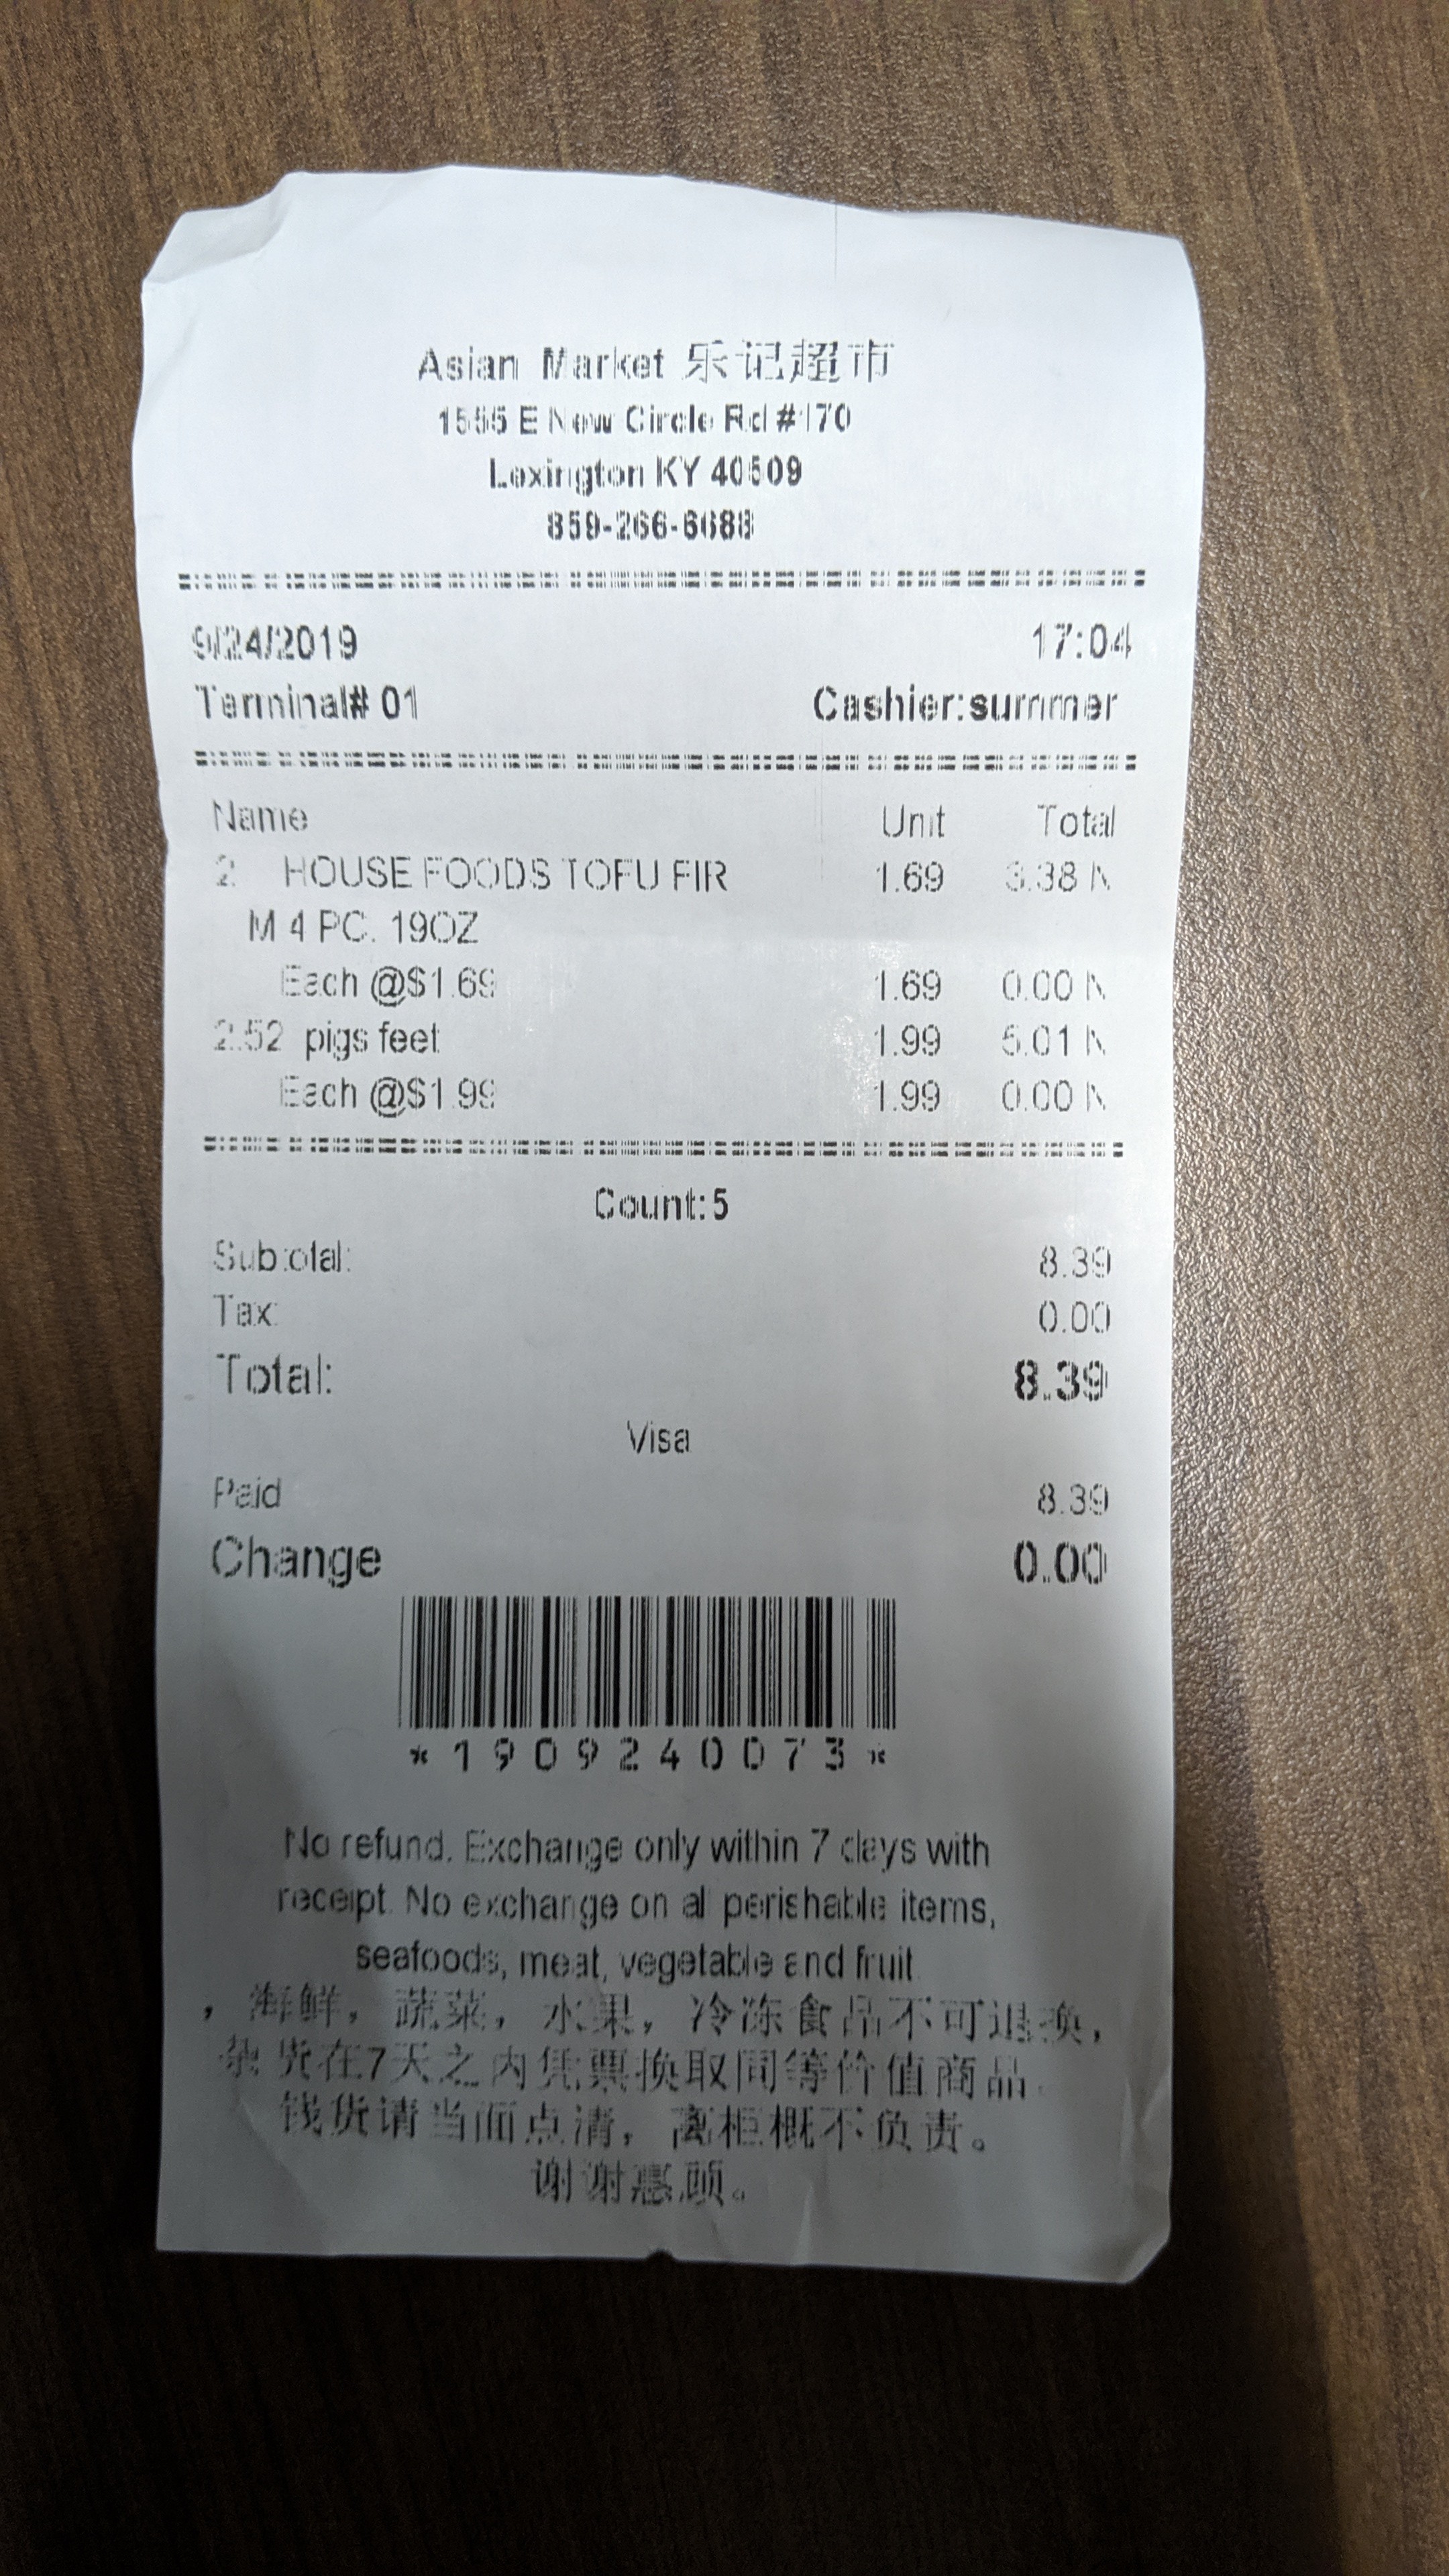 Asian Market 乐记超市
1555 E New Circle Rd #170
Lexington KY 40509
859-266-6688
9/24/2019 17:04
Terminal# 01 Cashier:summer
Name Unit Total
2 HOUSE FOODS TOFU FIR 1.69 3.38 N
M 4 PC. 19OZ
Each @$1.69 1.69 0.00 N
2.52 pigs feet 1.99 5.01 N
Each @$1.99 1.99 0.00 N
Count:5
Subtotal: 8.39
Tax: 0.00
Total: 8.39
Visa
Paid 8.39
Change 0.00
*1909240073*
No refund. Exchange only within 7 days with
receipt. No exchange on all perishable items,
seafoods, meat, vegetable and fruit
，海鲜，蔬菜，水果，冷冻食品不可退换，
杂货在7天之内凭票换取同等价值商品.
钱货请当面点清，离柜概不负责。
谢谢惠顾。